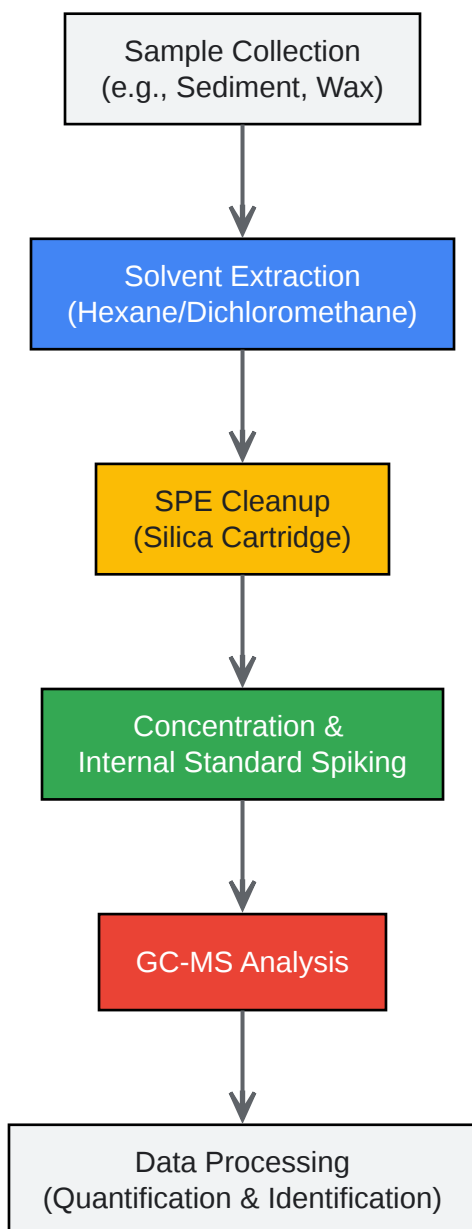 Sample Collection
(e.g., Sediment, Wax)
Solvent Extraction
(Hexane/Dichloromethane)
SPE Cleanup
(Silica Cartridge)
Concentration &
Internal Standard Spiking
GC-MS Analysis
Data Processing
(Quantification & Identification)